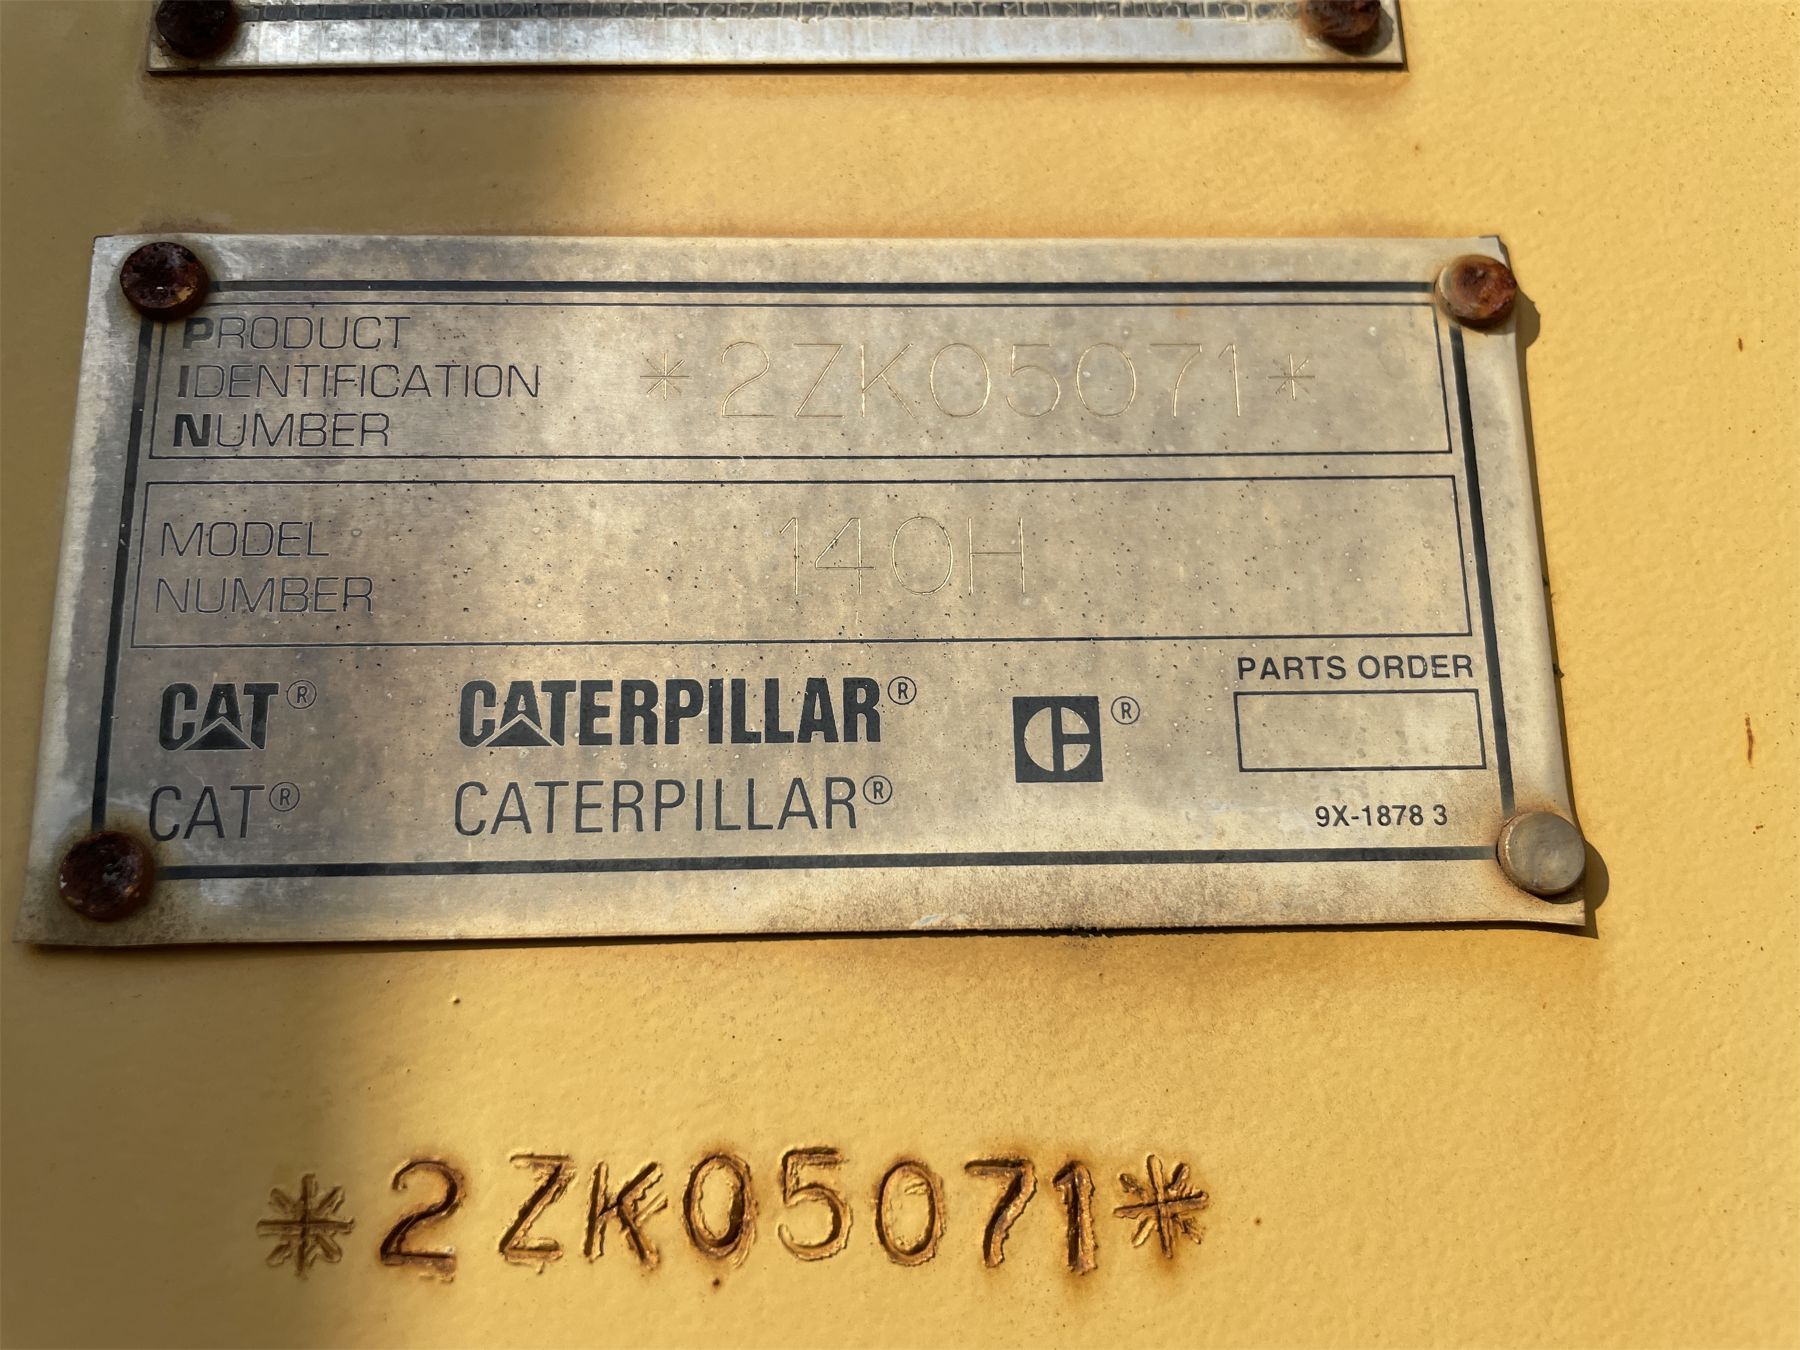 PRODUCT
IDENTIFICATION
NUMBER
*2ZK05071*
MODEL
NUMBER
140H
CAT® CATERPILLAR® ®
CAT® CATERPILLAR®
PARTS ORDER
9X-1878 3
*2ZK05071*